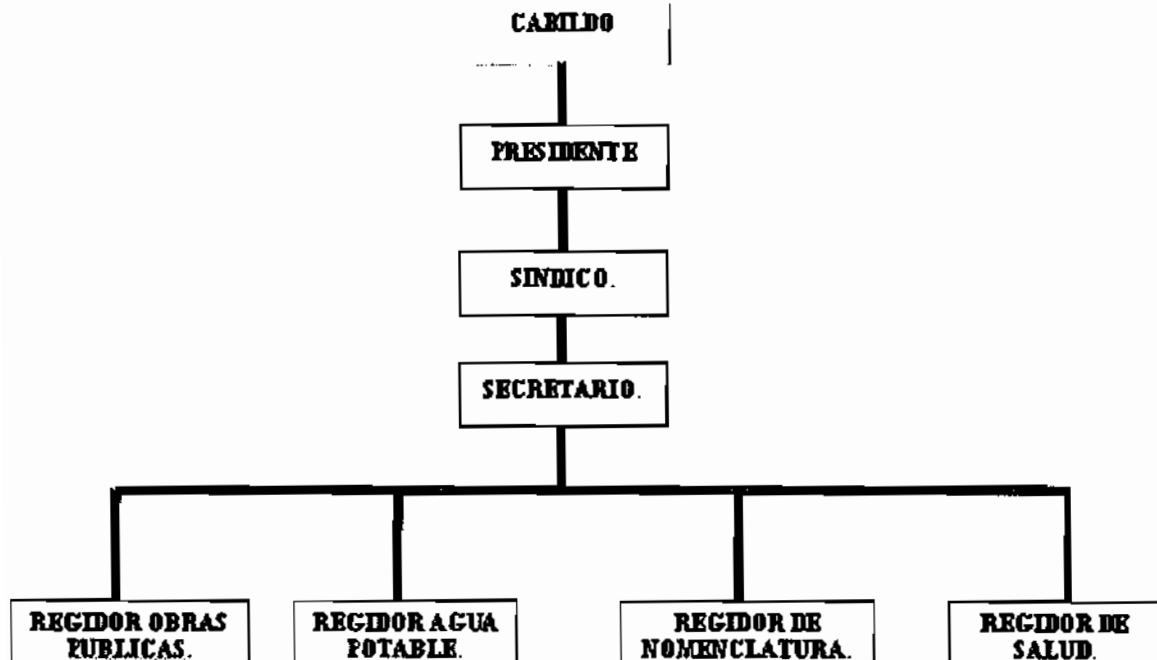 CABILDO
PRESIDENTE
SINDICO.
SECRETARIO.
REGIDOR OBRAS
PUBLICAS.
REGIDOR AGUA
POTABLE.
REGIDOR DE
NOMENCLATURA.
REGIDOR DE
SALUD.